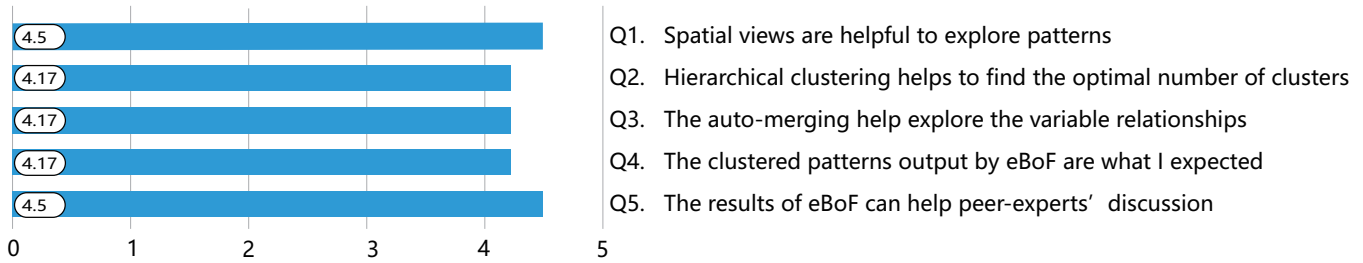 4.5 Q1. Spatial views are helpful to explore patterns
4.17 Q2. Hierarchical clustering helps to find the optimal number of clusters
4.17 Q3. The auto-merging help explore the variable relationships
4.17 Q4. The clustered patterns output by eBoF are what I expected
4.5 Q5. The results of eBoF can help peer-experts’ discussion
0 1 2 3 4 5